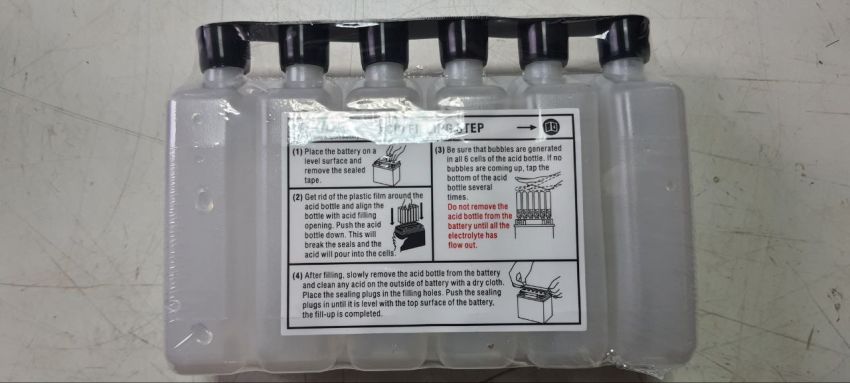 STEP
(1) Place the battery on a
level surface and
remove the sealed
tape.
(2) Get rid of the plastic film around the
acid bottle and align the
bottle with acid filling
opening. Push the acid
bottle down. This will
break the seals and the
acid will pour into the cells.
(3) Be sure that bubbles are generated
in all 6 cells of the acid bottle. If no
bubbles are coming up, tap the
bottom of the acid
bottle several
times.
Do not remove the
acid bottle from the
battery until all the
electrolyte has
flow out.
(4) After filling, slowly remove the acid bottle from the battery
and clean any acid on the outside of battery with a dry cloth.
Place the sealing plugs in the filling holes. Push the sealing
plugs in until it is level with the top surface of the battery,
the fill-up is completed.